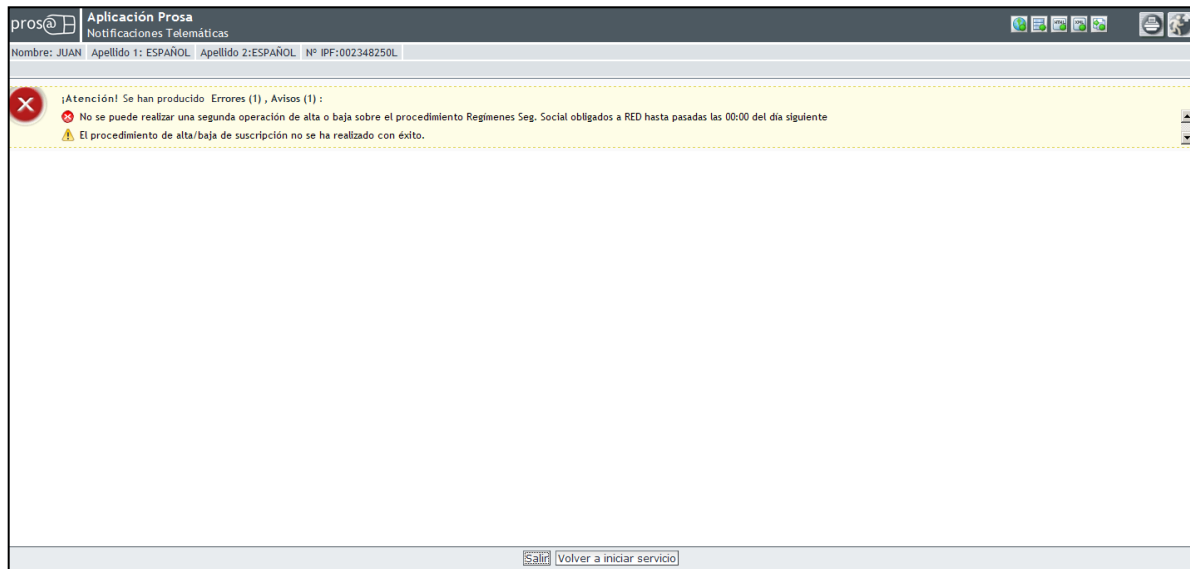 pros@
Aplicación Prosa
Notificaciones Telemáticas
Nombre: JUAN Apellido 1: ESPAÑOL Apellido 2:ESPAÑOL Nº IPF:002348250L
¡Atención! Se han producido Errores (1) , Avisos (1) :
No se puede realizar una segunda operación de alta o baja sobre el procedimiento Regímenes Seg. Social obligados a RED hasta pasadas las 00:00 del día siguiente
El procedimiento de alta/baja de suscripción no se ha realizado con éxito.
Salir Volver a iniciar servicio